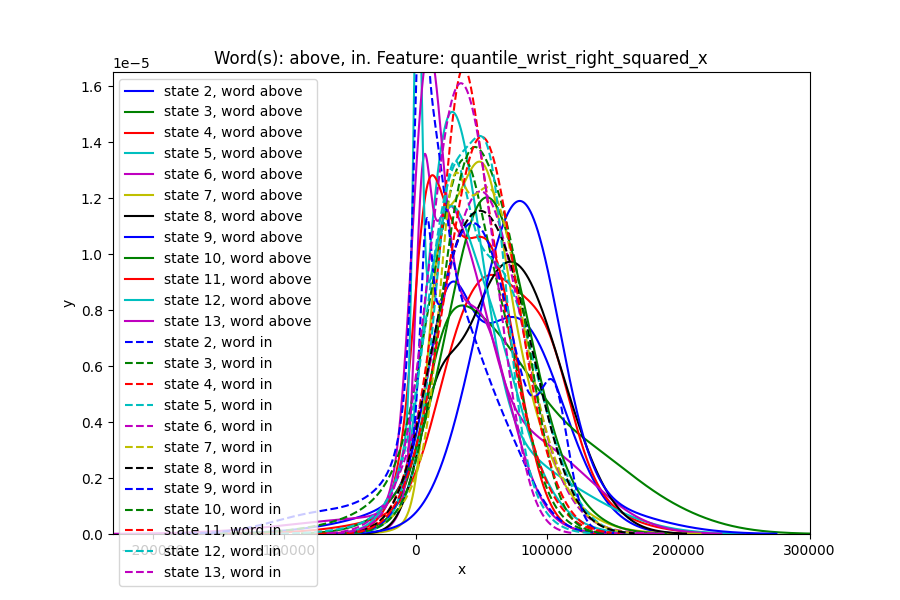 Word(s): above, in. Feature: quantile_wrist_right_squared_x
1e−5
1.6
1.4
1.2
1.0
0.8
0.6
0.4
0.2
0.0
y
state 2, word above
state 3, word above
state 4, word above
state 5, word above
state 6, word above
state 7, word above
state 8, word above
state 9, word above
state 10, word above
state 11, word above
state 12, word above
state 13, word above
state 2, word in
state 3, word in
state 4, word in
state 5, word in
state 6, word in
state 7, word in
state 8, word in
state 9, word in
state 10, word in
state 11, word in
state 12, word in
state 13, word in
−200000 −100000 0 100000 200000 300000
x